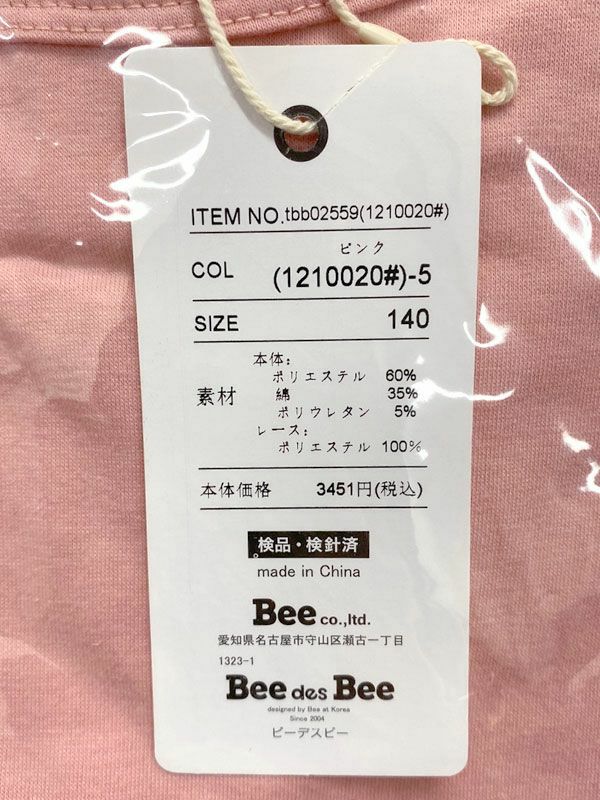 ITEM NO.tbb02559(1210020#)
ピンク
COL (1210020#)-5
SIZE 140
本体:
ポリエステル 60%
素材 綿 35%
ポリウレタン 5%
レース:
ポリエステル 100%
本体価格 3451円(税込)
検品・検針済
made in China
Bee co.,ltd.
愛知県名古屋市守山区瀬古一丁目
1323-1
Bee des Bee
designed by Bee at Korea
Since 2004
ビーデスビー